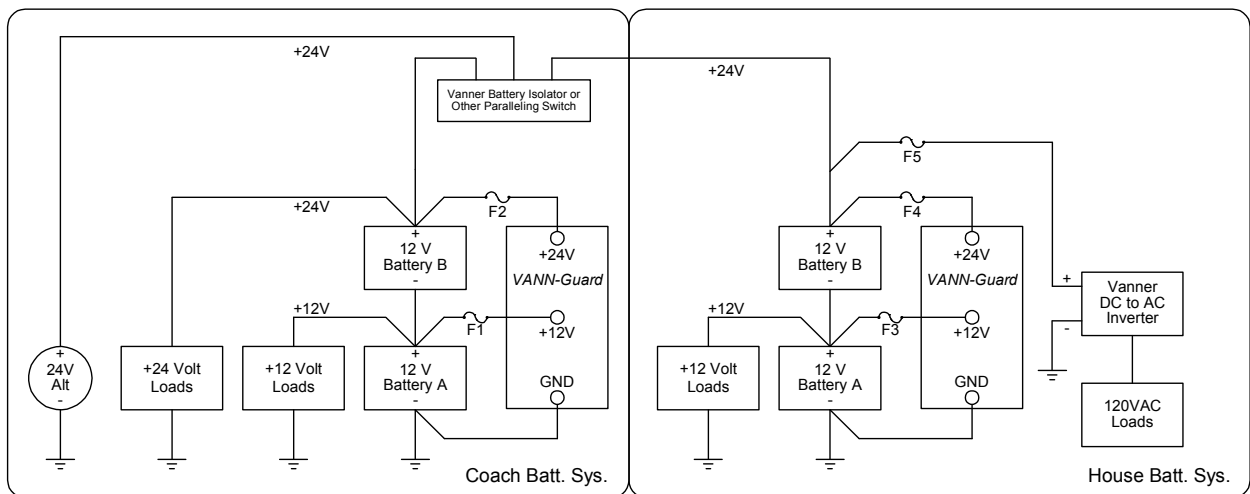 +24V
+24V
Vanner Battery Isolator or
Other Paralleling Switch
F5
+24V
F2
F4
+
12 V
Battery B
-
+24V
VANN-Guard
+12V
GND
+12V
F1
+
24V
Alt
-
+24 Volt
Loads
+12 Volt
Loads
+
12 V
Battery A
-
Coach Batt. Sys.
+
12 V
Battery B
-
+24V
VANN-Guard
+12V
GND
+12V
F3
+12 Volt
Loads
+
12 V
Battery A
-
+
-
Vanner
DC to AC
Inverter
120VAC
Loads
House Batt. Sys.